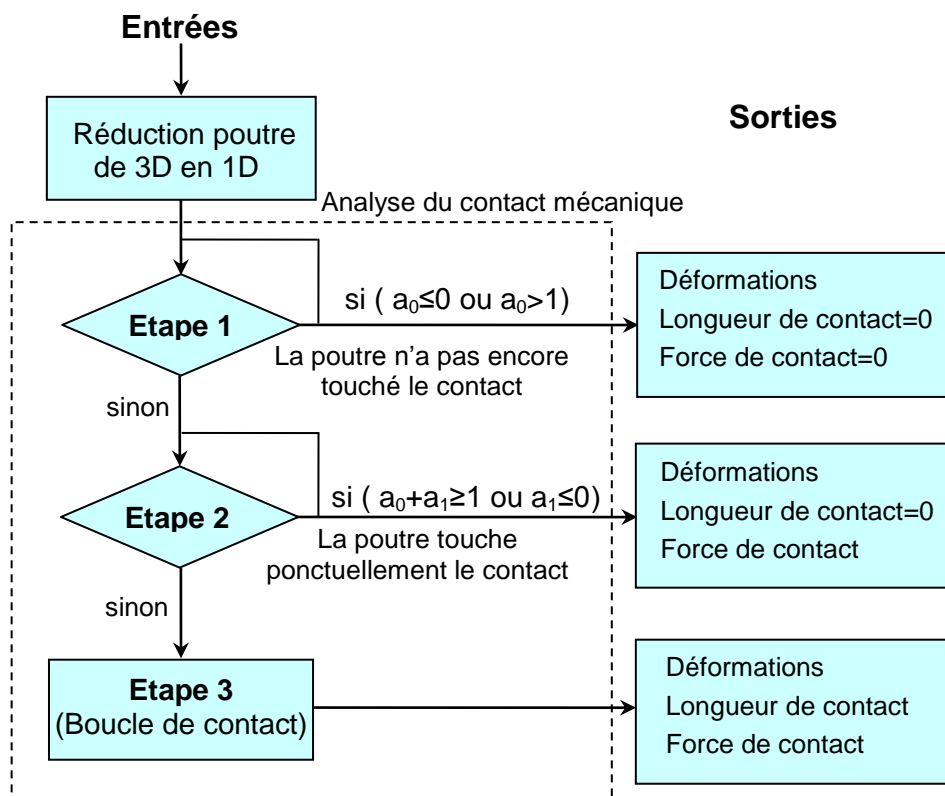 Entrées
Réduction poutre
de 3D en 1D
Sorties
Analyse du contact mécanique
Etape 1
si ( a₀≤0 ou a₀>1)
La poutre n'a pas encore
touché le contact
Déformations
Longueur de contact=0
Force de contact=0
sinon
Etape 2
si ( a₀+a₁≥1 ou a₁≤0)
La poutre touche
ponctuellement le contact
Déformations
Longueur de contact=0
Force de contact
sinon
Etape 3
(Boucle de contact)
Déformations
Longueur de contact
Force de contact